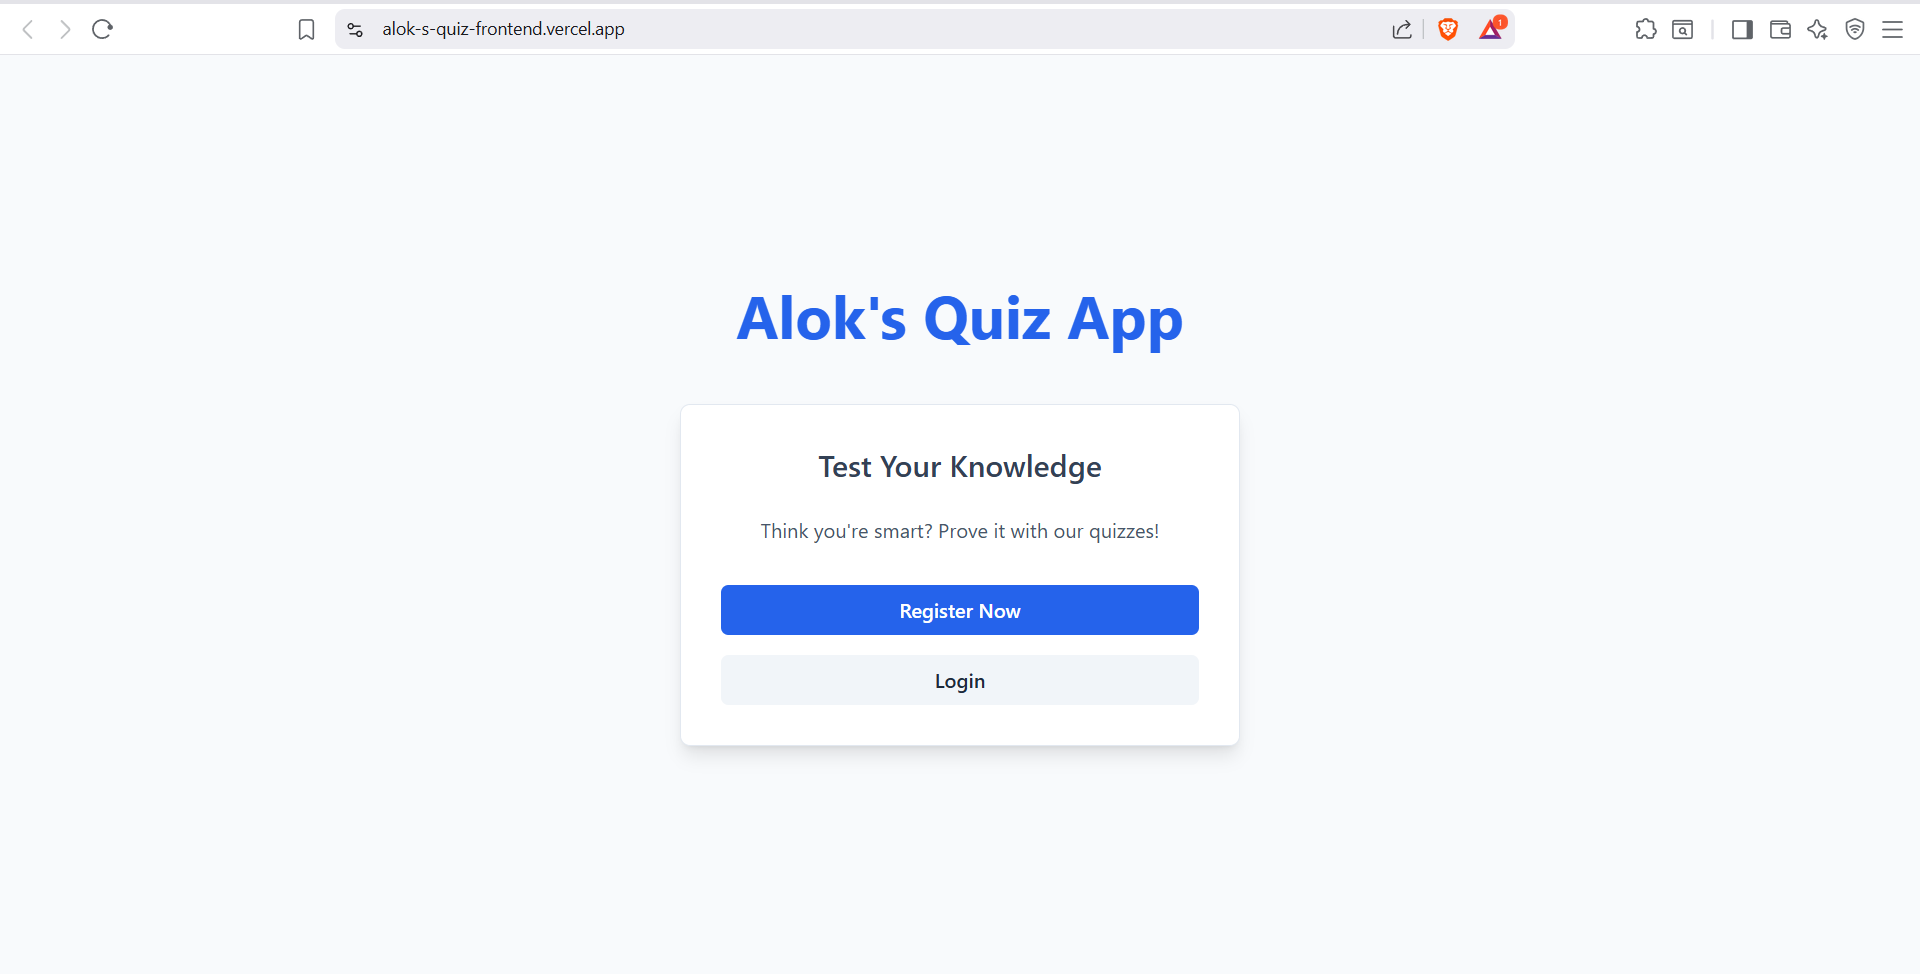 alok-s-quiz-frontend.vercel.app
1
Alok's Quiz App
Test Your Knowledge
Think you're smart? Prove it with our quizzes!
Register Now
Login